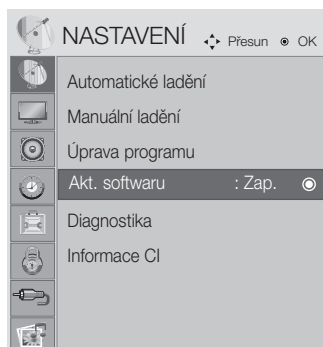 NASTAVENÍ Přesun OK
Automatické ladění
Manuální ladění
Úprava programu
Akt. softwaru : Zap.
Diagnostika
Informace CI